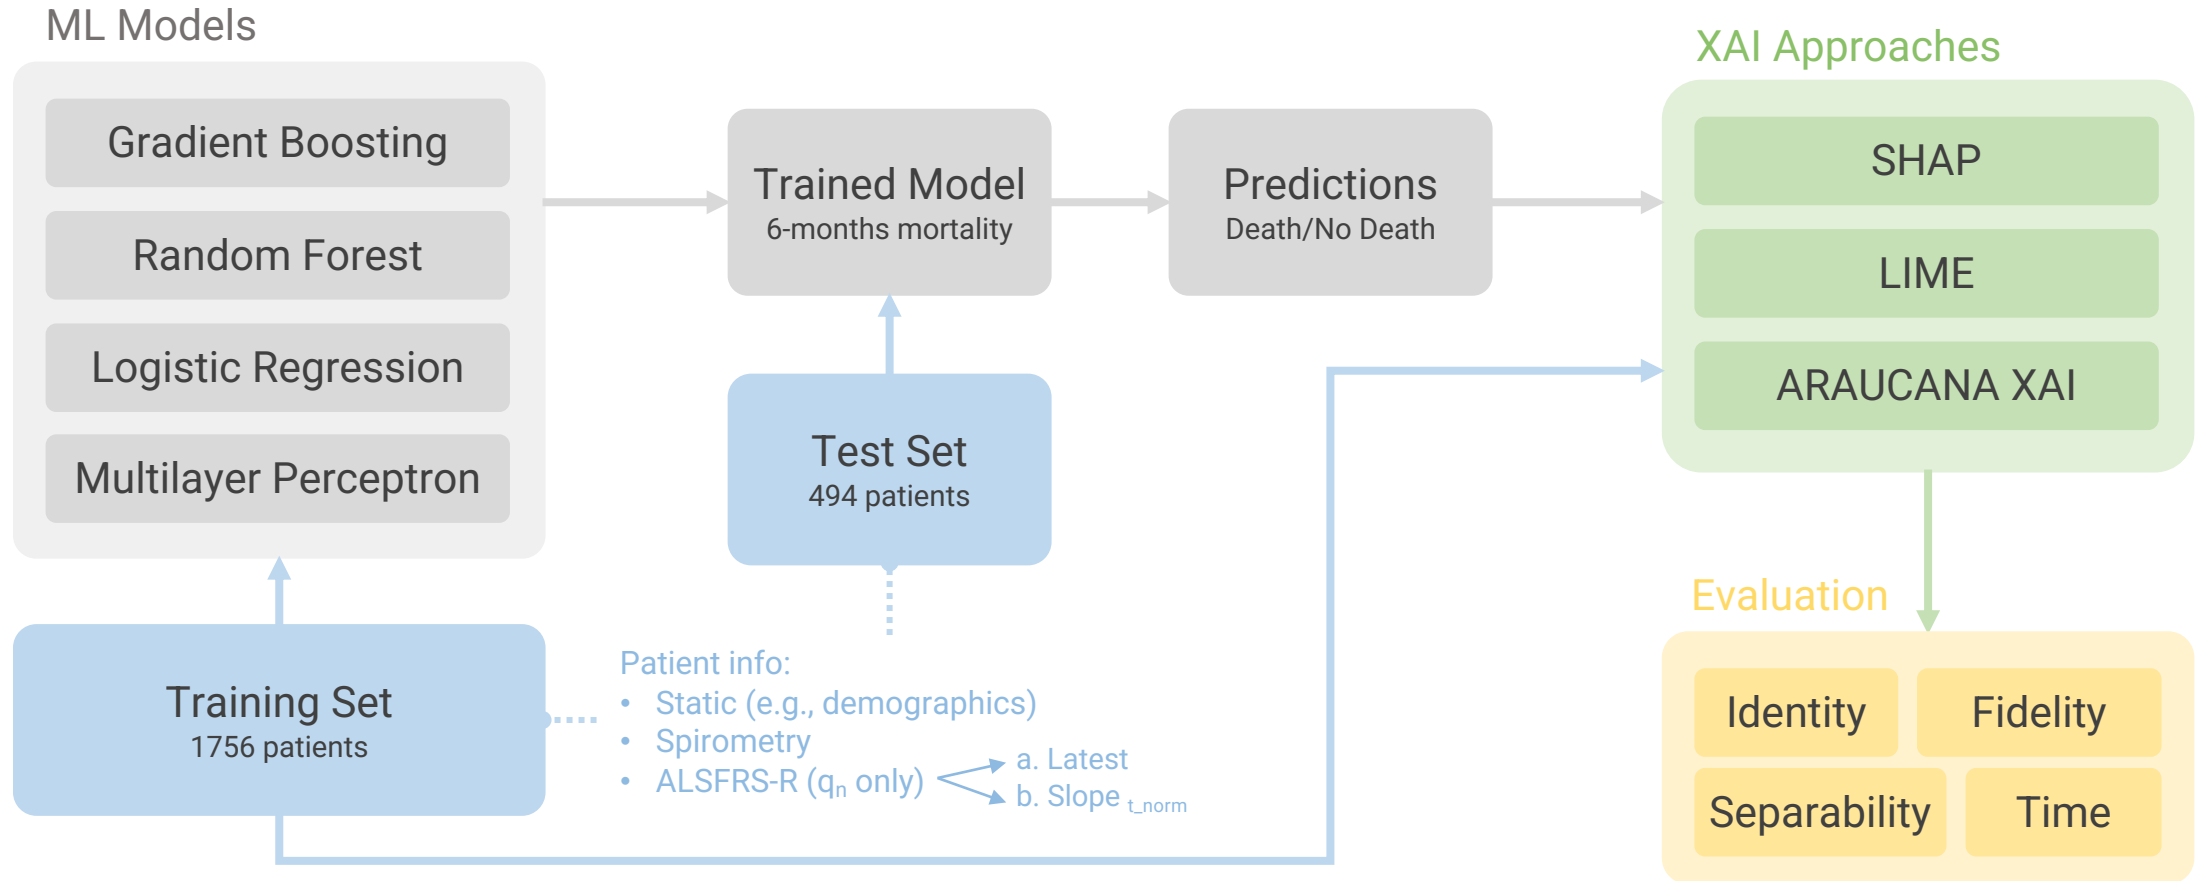 ML Models
Gradient Boosting
Random Forest
Logistic Regression
Multilayer Perceptron
Training Set
1756 patients
Trained Model
6-months mortality
Predictions
Death/No Death
Test Set
494 patients
Patient info:
• Static (e.g., demographics)
• Spirometry
• ALSFRS-R (qn only)
a. Latest
b. Slope t_norm
XAI Approaches
SHAP
LIME
ARAUCANA XAI
Evaluation
Identity
Fidelity
Separability
Time